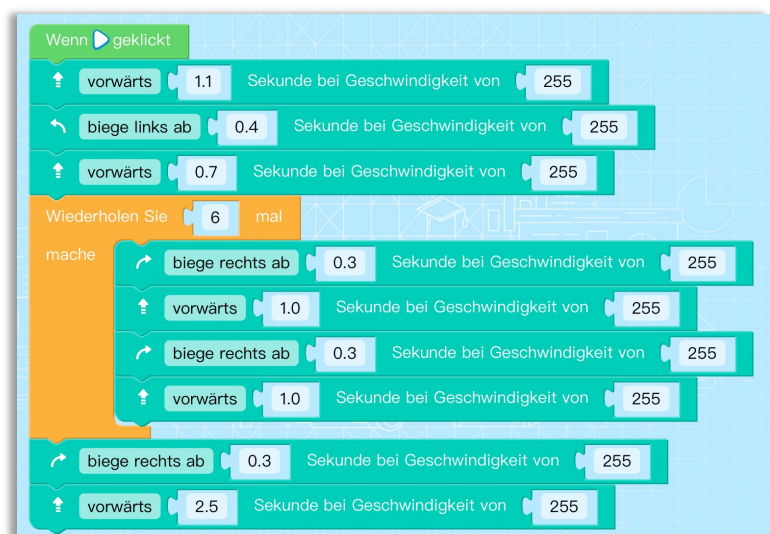 Wenn geklickt
vorwärts 1.1 Sekunde bei Geschwindigkeit von 255
biege links ab 0.4 Sekunde bei Geschwindigkeit von 255
vorwärts 0.7 Sekunde bei Geschwindigkeit von 255
Wiederholen Sie 6 mal
mache biege rechts ab 0.3 Sekunde bei Geschwindigkeit von 255
vorwärts 1.0 Sekunde bei Geschwindigkeit von 255
biege rechts ab 0.3 Sekunde bei Geschwindigkeit von 255
vorwärts 1.0 Sekunde bei Geschwindigkeit von 255
biege rechts ab 0.3 Sekunde bei Geschwindigkeit von 255
vorwärts 2.5 Sekunde bei Geschwindigkeit von 255